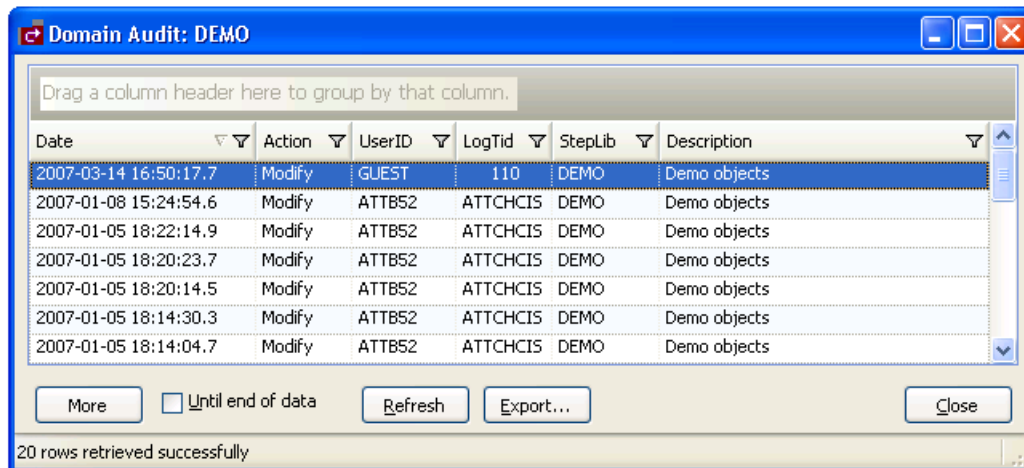 Domain Audit: DEMO
Drag a column header here to group by that column.
Date Action UserID LogTid StepLib Description
2007-03-14 16:50:17.7 Modify GUEST 110 DEMO Demo objects
2007-01-08 15:24:54.6 Modify ATTB52 ATTCHCIS DEMO Demo objects
2007-01-05 18:22:14.9 Modify ATTB52 ATTCHCIS DEMO Demo objects
2007-01-05 18:20:23.7 Modify ATTB52 ATTCHCIS DEMO Demo objects
2007-01-05 18:20:14.5 Modify ATTB52 ATTCHCIS DEMO Demo objects
2007-01-05 18:14:30.3 Modify ATTB52 ATTCHCIS DEMO Demo objects
2007-01-05 18:14:04.7 Modify ATTB52 ATTCHCIS DEMO Demo objects
More Until end of data Refresh Export... Close
20 rows retrieved successfully